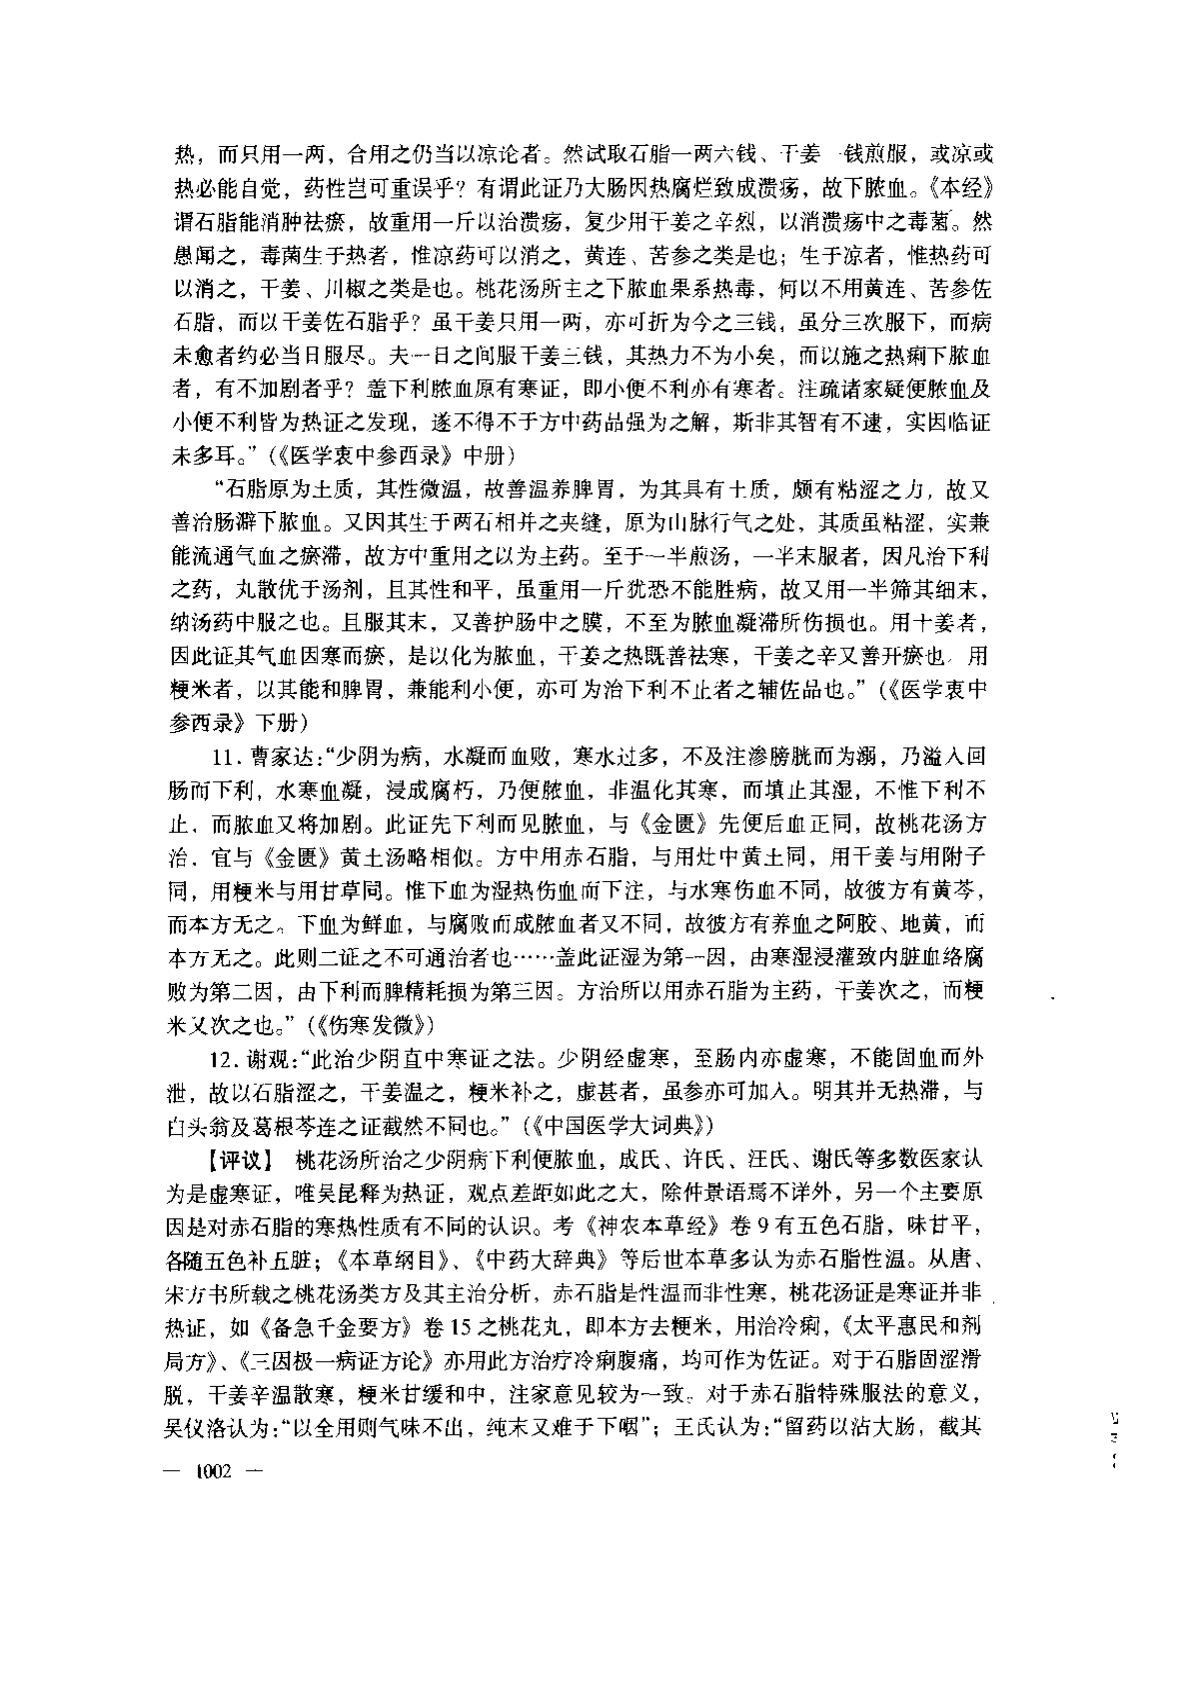 热，而只用一两，合用之仍当以凉论者。然试取石脂一两六钱、干姜一钱煎服，或凉或
热必能自觉，药性岂可重误乎？有谓此证乃大肠因热腐烂致成溃疡，故下脓血。《本经》
谓石脂能消肿祛瘀，故重用一斤以治溃疡，复少用干姜之辛烈，以消溃疡中之毒菌。然
愚闻之，毒菌生于热者，惟凉药可以消之，黄连、苦参之类是也；生于凉者，惟热药可
以消之，干姜、川椒之类是也。桃花汤所主之下脓血果系热毒，何以不用黄连、苦参佐
石脂，而以干姜佐石脂乎？虽干姜只用一两，亦可折为今之三钱，虽分三次服下，而病
未愈者约必当日服尽。夫一日之间服干姜三钱，其热力不为小矣，而以施之热痢下脓血
者，有不加剧者乎？盖下利脓血原有寒证，即小便不利亦有寒者。注疏诸家疑便脓血及
小便不利皆为热证之发现，遂不得不于方中药品强为之解，斯非其智有不逮，实因临证
未多耳。”（《医学衷中参西录》中册）
“石脂原为土质，其性微温，故善温养脾胃，为其具有土质，颇有粘涩之力，故又
善治肠澼下脓血。又因其生于两石相并之夹缝，原为山脉行气之处，其质虽粘涩，实兼
能流通气血之瘀滞，故方中重用之以为主药。至于一半煎汤，一半末服者，因凡治下利
之药，丸散优于汤剂，且其性和平，虽重用一斤犹恐不能胜病，故又用一半筛其细末，
纳汤药中服之也。且服其末，又善护肠中之膜，不至为脓血凝滞所伤损也。用干姜者，
因此证其气血因寒而瘀，是以化为脓血，干姜之热既善祛寒，干姜之辛又善开瘀也。用
粳米者，以其能和脾胃，兼能利小便，亦可为治下利不止者之辅佐品也。”（《医学衷中
参西录》下册）
11. 曹家达：“少阴为病，水凝而血败，寒水过多，不及注渗膀胱而为溺，乃溢入回
肠而下利，水寒血凝，浸成腐朽，乃便脓血，非温化其寒，而填止其湿，不惟下利不
止，而脓血又将加剧。此证先下利而见脓血，与《金匮》先便后血正同，故桃花汤方
治，宜与《金匮》黄土汤略相似。方中用赤石脂，与用灶中黄土同，用干姜与用附子
同，用粳米与用甘草同。惟下血为湿热伤血而下注，与水寒伤血不同，故彼方有黄芩，
而本方无之。下血为鲜血，与腐败而成脓血者又不同，故彼方有养血之阿胶、地黄，而
本方无之。此则二证之不可通治者也……盖此证湿为第一因，由寒湿浸灌致内脏血络腐
败为第二因，由下利而脾精耗损为第三因。方治所以用赤石脂为主药，干姜次之，而粳
米又次之也。”（《伤寒发微》）
12. 谢观：“此治少阴直中寒证之法。少阴经虚寒，至肠内亦虚寒，不能固血而外
泄，故以石脂涩之，干姜温之，粳米补之，虚甚者，虽参亦可加入。明其并无热滞，与
白头翁及葛根芩连之证截然不同也。”（《中国医学大词典》）
【评议】 桃花汤所治之少阴病下利便脓血，成氏、许氏、汪氏、谢氏等多数医家认
为是虚寒证，唯吴昆释为热证，观点差距如此之大，除仲景语焉不详外，另一个主要原
因是对赤石脂的寒热性质有不同的认识。考《神农本草经》卷 9 有五色石脂，味甘平，
各随五色补五脏；《本草纲目》、《中药大辞典》等后世本草多认为赤石脂性温。从唐、
宋方书所载之桃花汤类方及其主治分析，赤石脂是性温而非性寒，桃花汤证是寒证并非
热证，如《备急千金要方》卷 15 之桃花丸，即本方去粳米，用治冷痢，《太平惠民和剂
局方》、《三因极一病证方论》亦用此方治疗冷痢腹痛，均可作为佐证。对于石脂固涩滑
脱，干姜辛温散寒，粳米甘缓和中，注家意见较为一致。对于赤石脂特殊服法的意义，
吴仪洛认为：“以全用则气味不出，纯末又难于下咽”；王氏认为：“留药以沾大肠，截其
— 1002 —